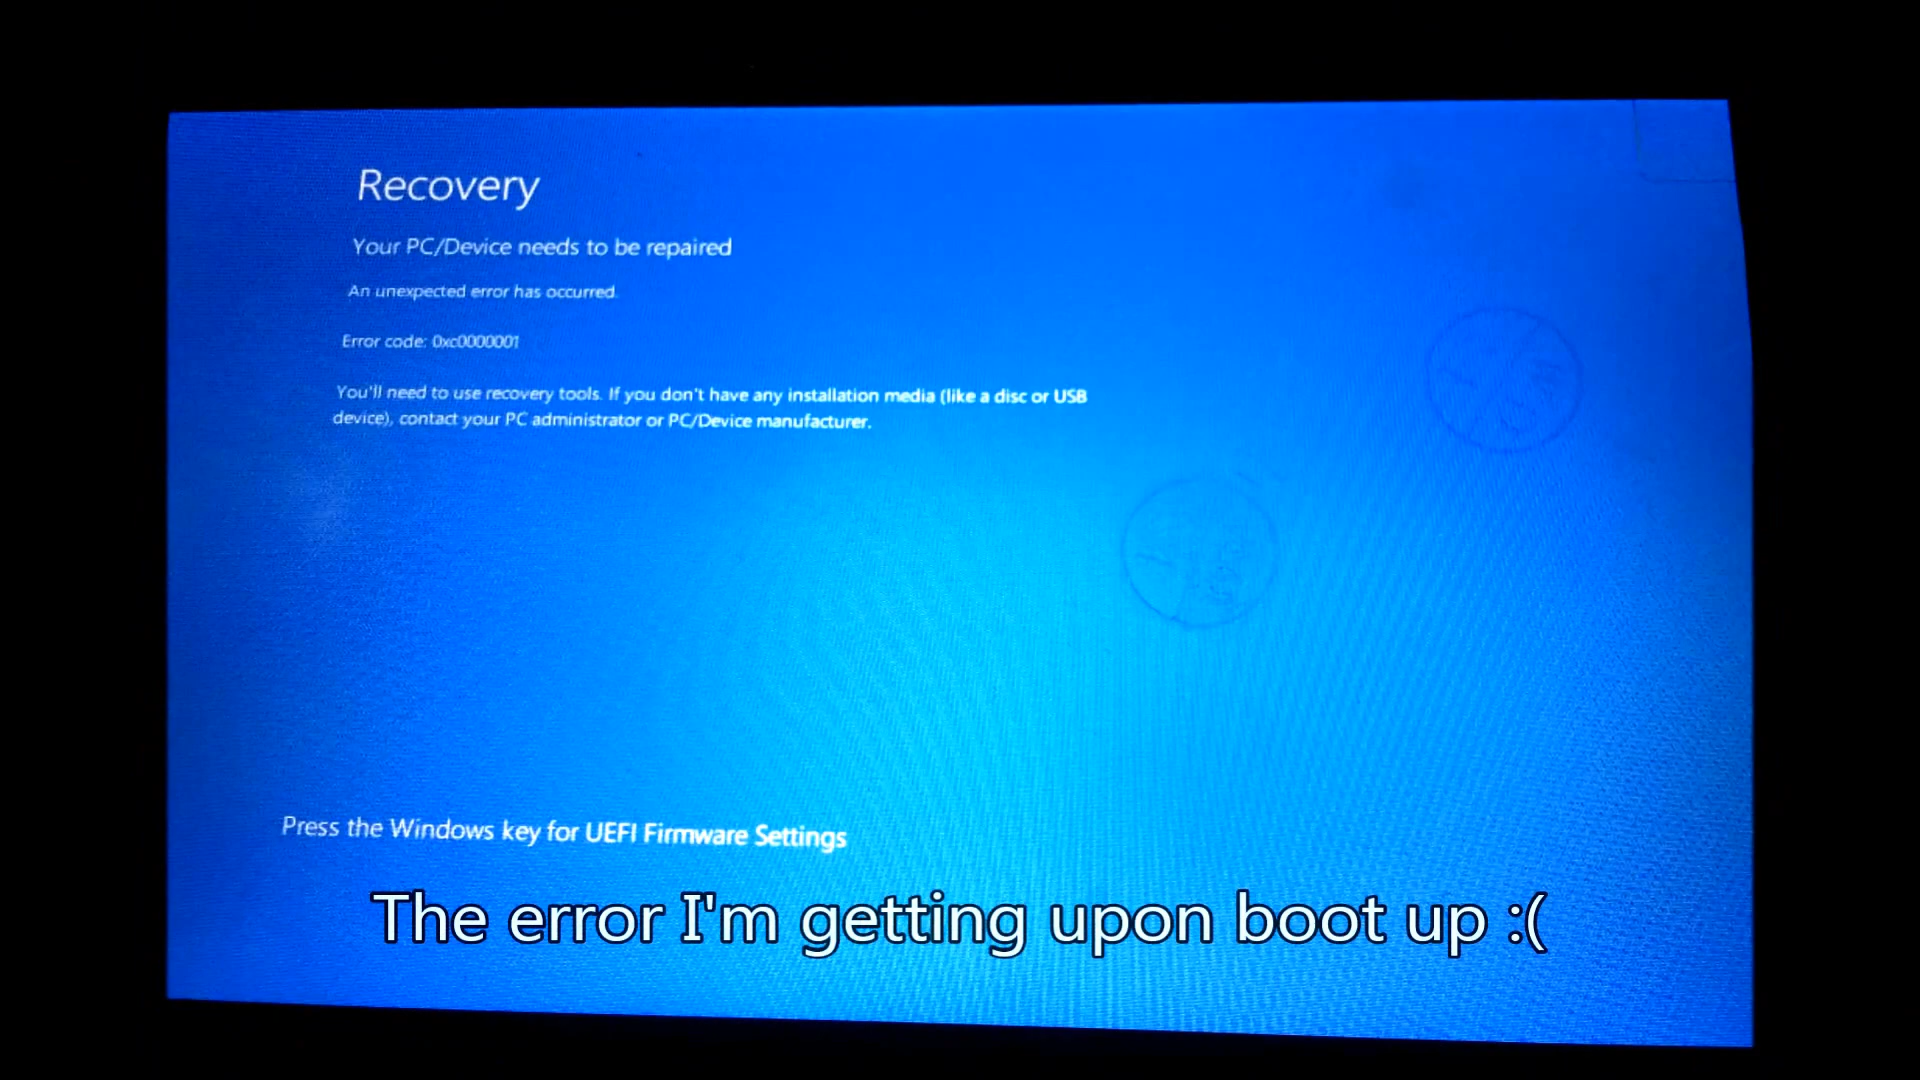 Recovery
Your PC/Device needs to be repaired
An unexpected error has occurred.
Error code: 0xc0000001
You'll need to use recovery tools. If you don't have any installation media (like a disc or USB
device), contact your PC administrator or PC/Device manufacturer.
Press the Windows key for UEFI Firmware Settings
The error I'm getting upon boot up :(